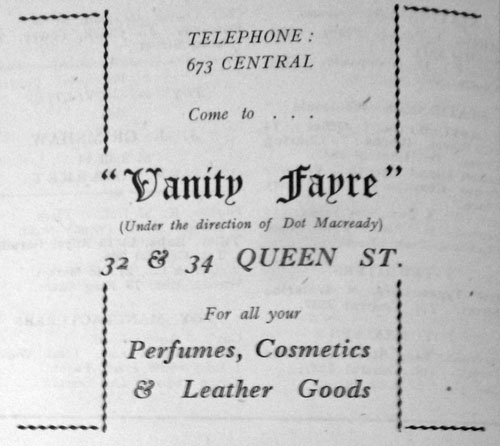 TELEPHONE :
673 CENTRAL
Come to . . .
"Vanity Fayre"
(Under the direction of Dot Macready)
32 & 34 QUEEN ST.
For all your
Perfumes, Cosmetics
& Leather Goods